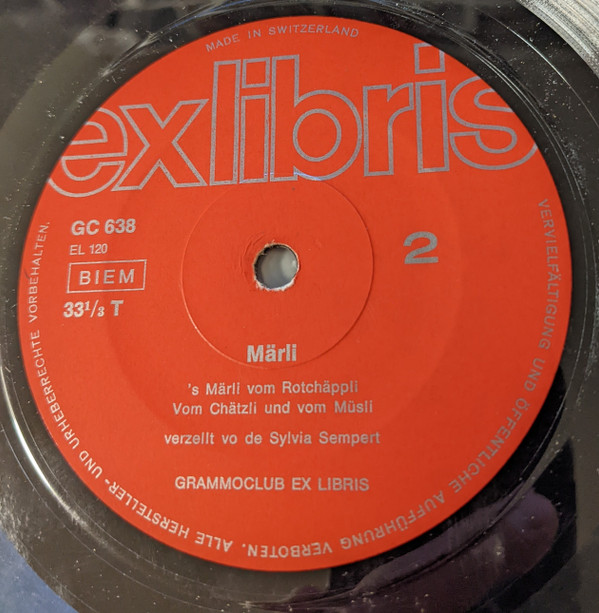 MADE IN SWITZERLAND
exlibris
GC 638
EL 120
BIEM
33 1/3 T
2
Märli
's Märli vom Rotchäppli
Vom Chätzli und vom Müsli
verzellt vo de Sylvia Sempert
GRAMMOCLUB EX LIBRIS
VERVIELFÄLTIGUNG UND ÖFFENTLICHE AUFFÜHRUNG VERBOTEN. ALLE HERSTELLER- UND URHEBERRECHTE VORBEHALTEN.